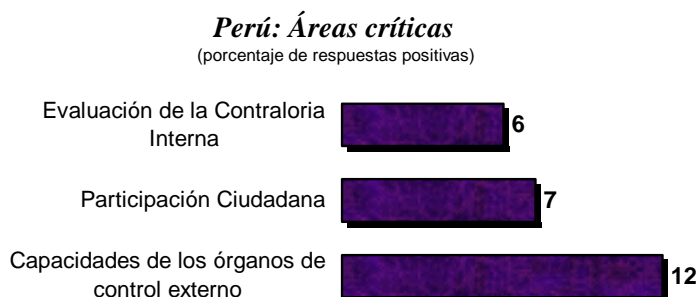 Perú: Áreas críticas
(porcentaje de respuestas positivas)
Evaluación de la Contraloria
Interna
6
Participación Ciudadana
7
Capacidades de los órganos de
control externo
12